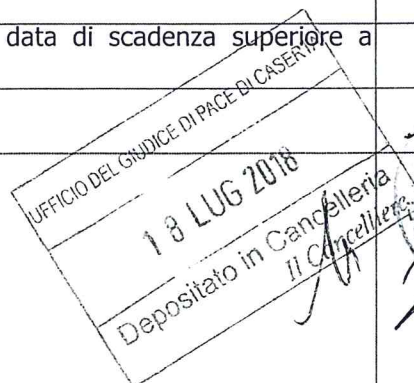 data di scadenza superiore a
UFFICIO DEL GIUDICE DI PACE DI CASERTA
18 LUG 2018
Depositato in Cancelleria
Il Cancelliere